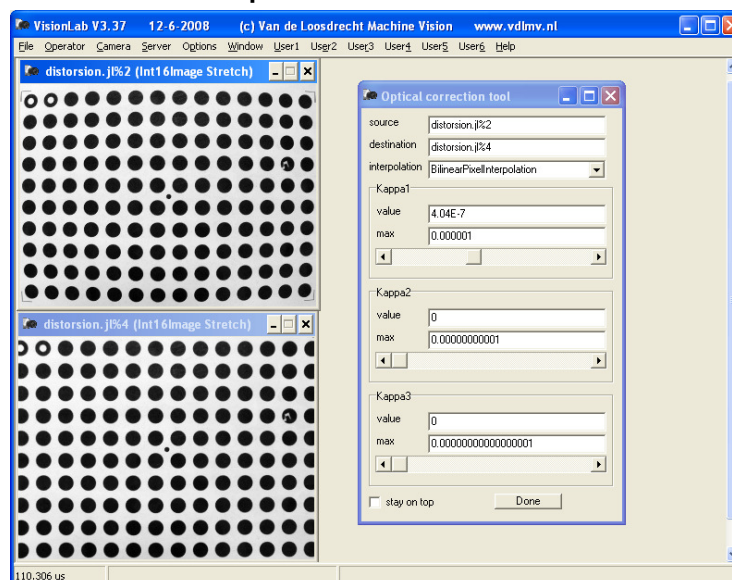 VisionLab V3.37 12-6-2008 (c) Van de Loosdrecht Machine Vision www.vdlmv.nl
File Operator Camera Server Options Window User1 User2 User3 User4 User5 User6 Help
distorsion.jl%2 (Int16Image Stretch)
Optical correction tool
source distorsion.jl%2
destination distorsion.jl%4
interpolation BilinearPixelInterpolation
Kappa1
value 4.04E-7
max 0.000001
Kappa2
value 0
max 0.00000000001
distorsion.jl%4 (Int16Image Stretch)
Kappa3
value 0
max 0.00000000000000001
stay on top Done
110.306 us